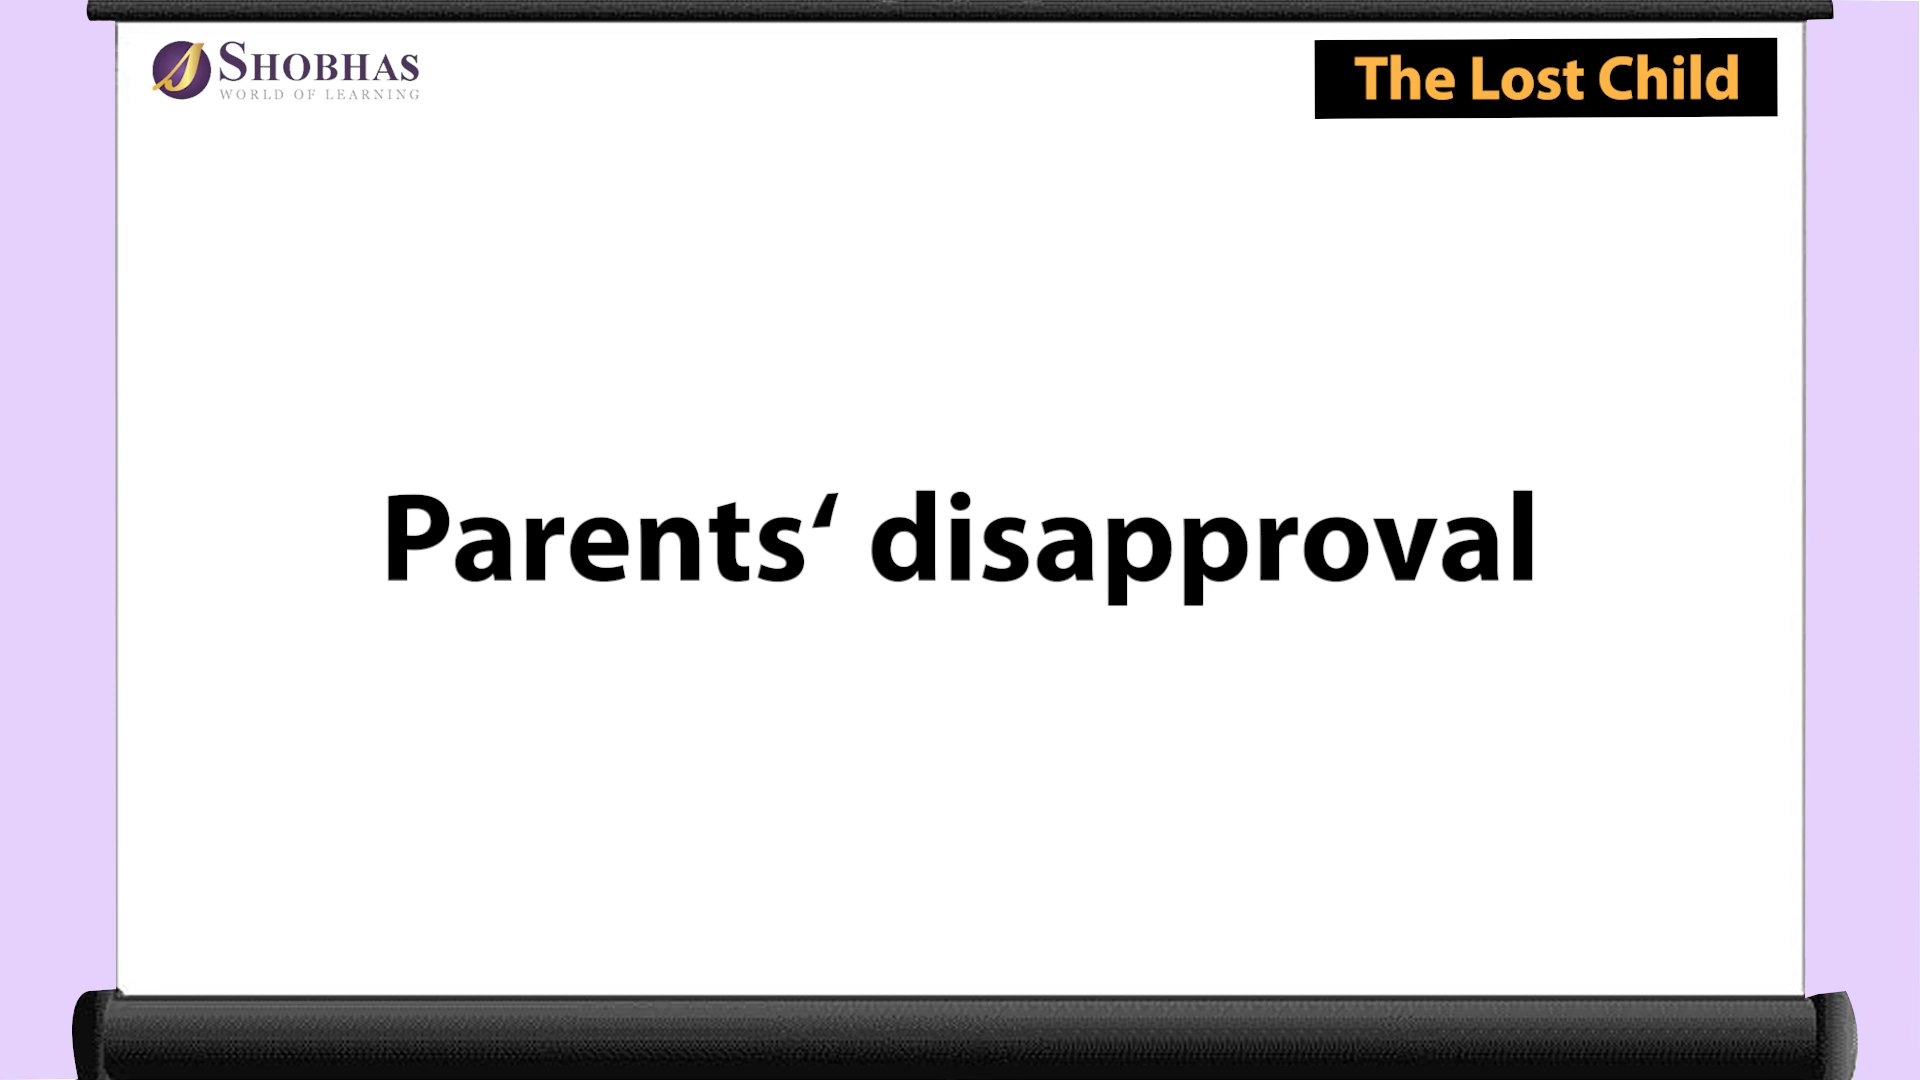 SHOBHAS
WORLD OF LEARNING
The Lost Child
Parents‘ disapproval